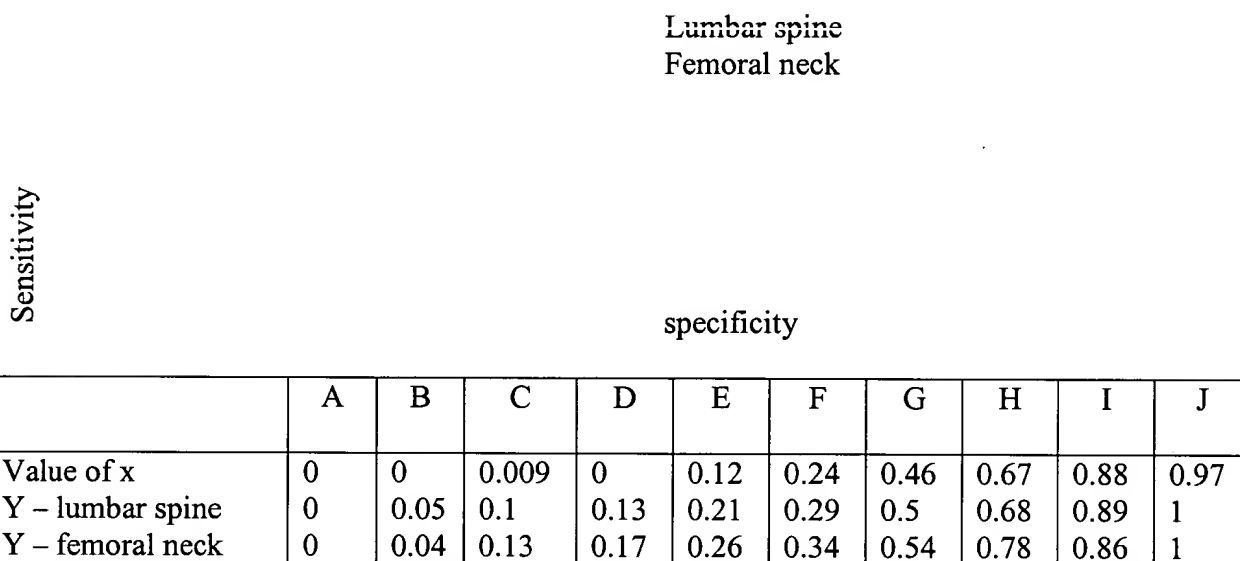 Lumbar spine
Femoral neck
Sensitivity
specificity
A B C D E F G H I J
Value of x 0 0 0.009 0 0.12 0.24 0.46 0.67 0.88 0.97
Y – lumbar spine 0 0.05 0.1 0.13 0.21 0.29 0.5 0.68 0.89 1
Y – femoral neck 0 0.04 0.13 0.17 0.26 0.34 0.54 0.78 0.86 1